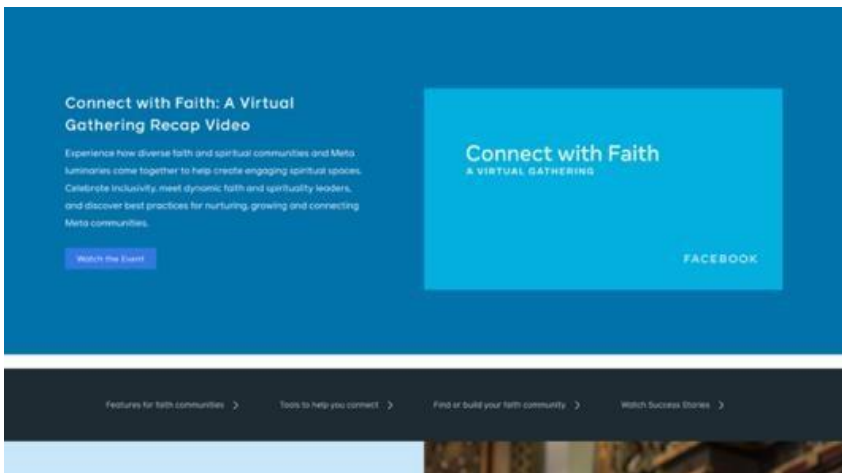 Connect with Faith: A Virtual
Gathering Recap Video
Experience how diverse faith and spiritual communities and Meta
luminaries come together to help create engaging spiritual spaces.
Celebrate inclusivity, meet dynamic faith and spirituality leaders,
and discover best practices for nurturing, growing and connecting
Meta communities.
Watch the Event
Connect with Faith
A VIRTUAL GATHERING
FACEBOOK
Features for faith communities
Tools to help you connect
Find or build your faith community
Watch Success Stories